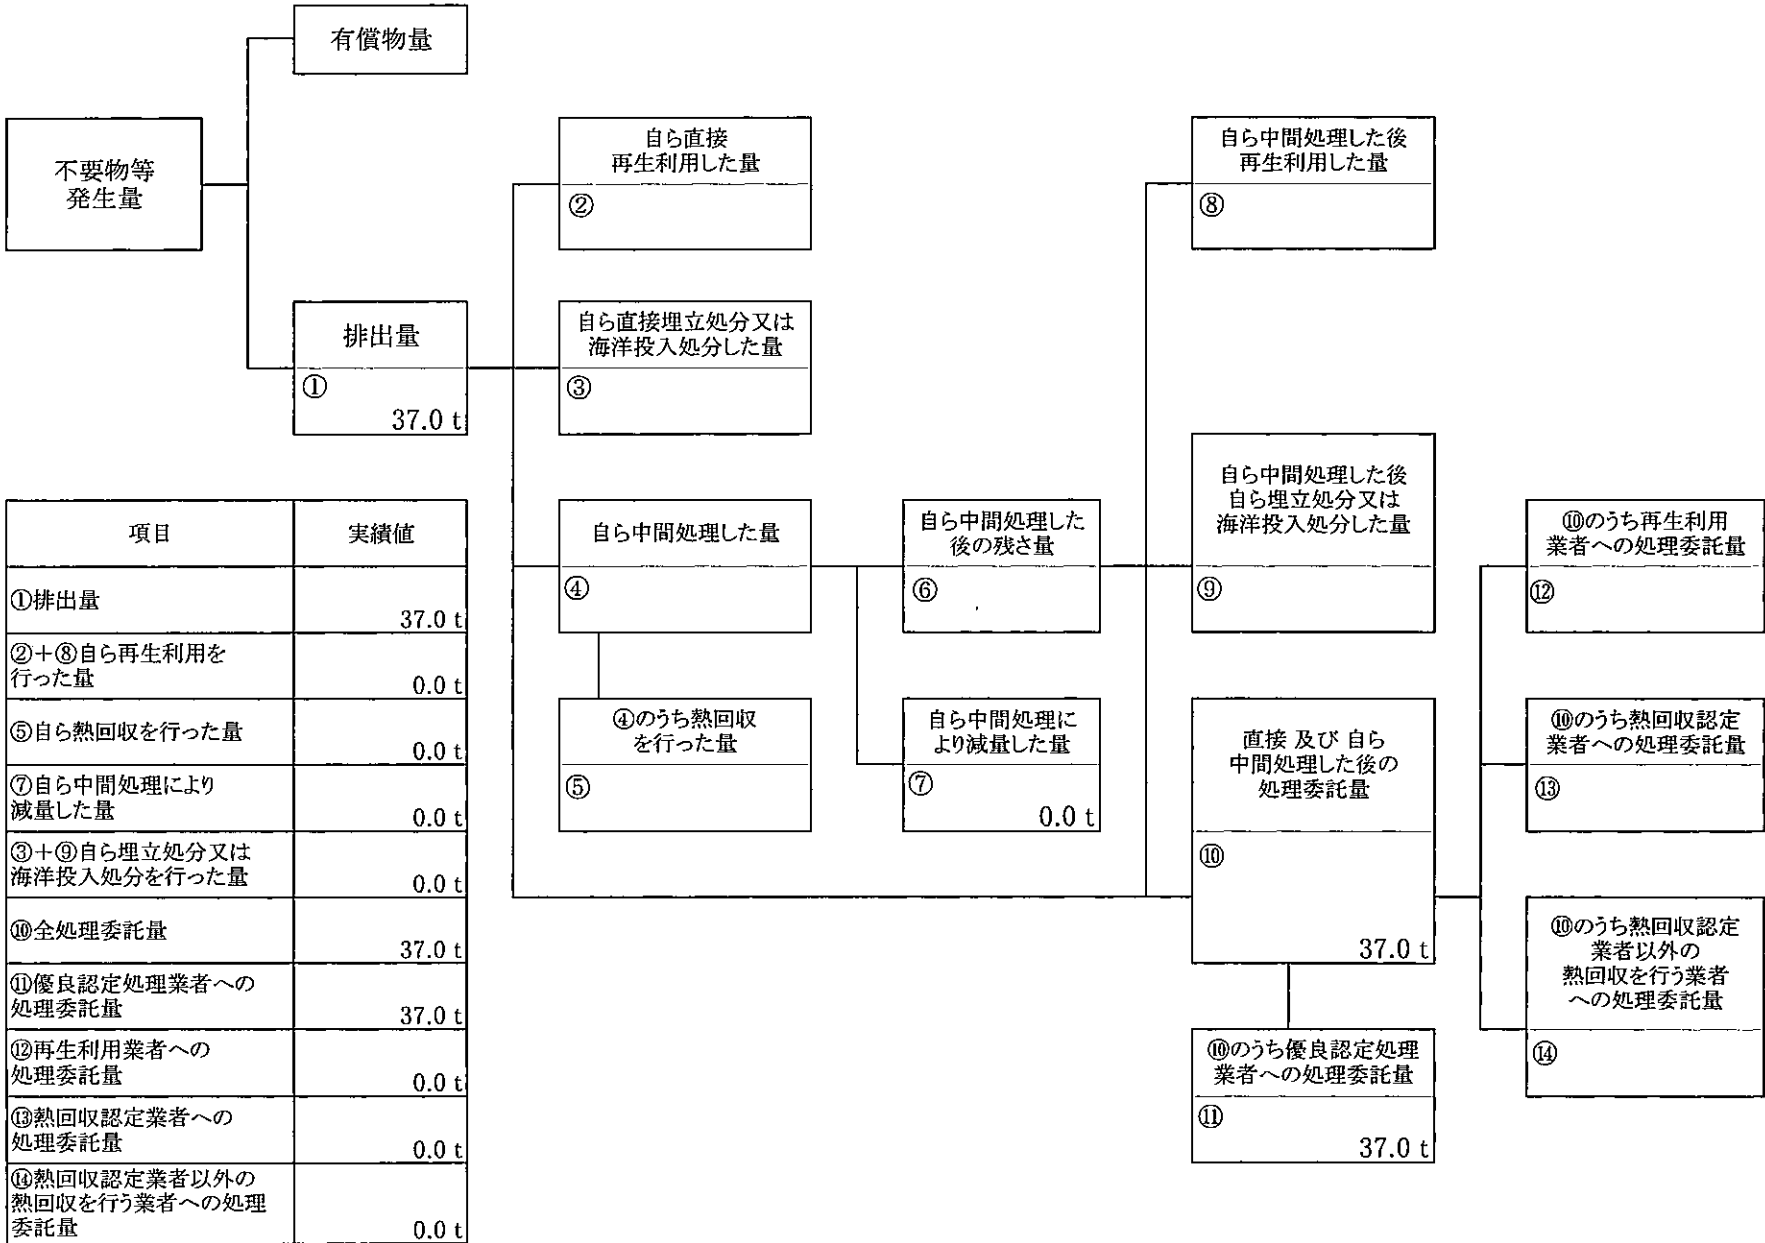 有償物量
不要物等
発生量
排出量
①
37.0 t
自ら直接
再生利用した量
②
自ら直接埋立処分又は
海洋投入処分した量
③
自ら中間処理した量
④
④のうち熱回収
を行った量
⑤
自ら中間処理した
後の残さ量
⑥
自ら中間処理に
より減量した量
⑦
0.0 t
自ら中間処理した後
再生利用した量
⑧
自ら中間処理した後
自ら埋立処分又は
海洋投入処分した量
⑨
直接 及び 自ら
中間処理した後の
処理委託量
⑩
37.0 t
⑩のうち優良認定処理
業者への処理委託量
⑪
37.0 t
⑩のうち再生利用
業者への処理委託量
⑫
⑩のうち熱回収認定
業者への処理委託量
⑬
⑩のうち熱回収認定
業者以外の
熱回収を行う業者
への処理委託量
⑭
項目 実績値
①排出量
37.0 t
②+⑧自ら再生利用を
行った量
0.0 t
⑤自ら熱回収を行った量
0.0 t
⑦自ら中間処理により
減量した量
0.0 t
③+⑨自ら埋立処分又は
海洋投入処分を行った量
0.0 t
⑩全処理委託量
37.0 t
⑪優良認定処理業者への
処理委託量
37.0 t
⑫再生利用業者への
処理委託量
0.0 t
⑬熱回収認定業者への
処理委託量
0.0 t
⑭熱回収認定業者以外の
熱回収を行う業者への処理
委託量
0.0 t